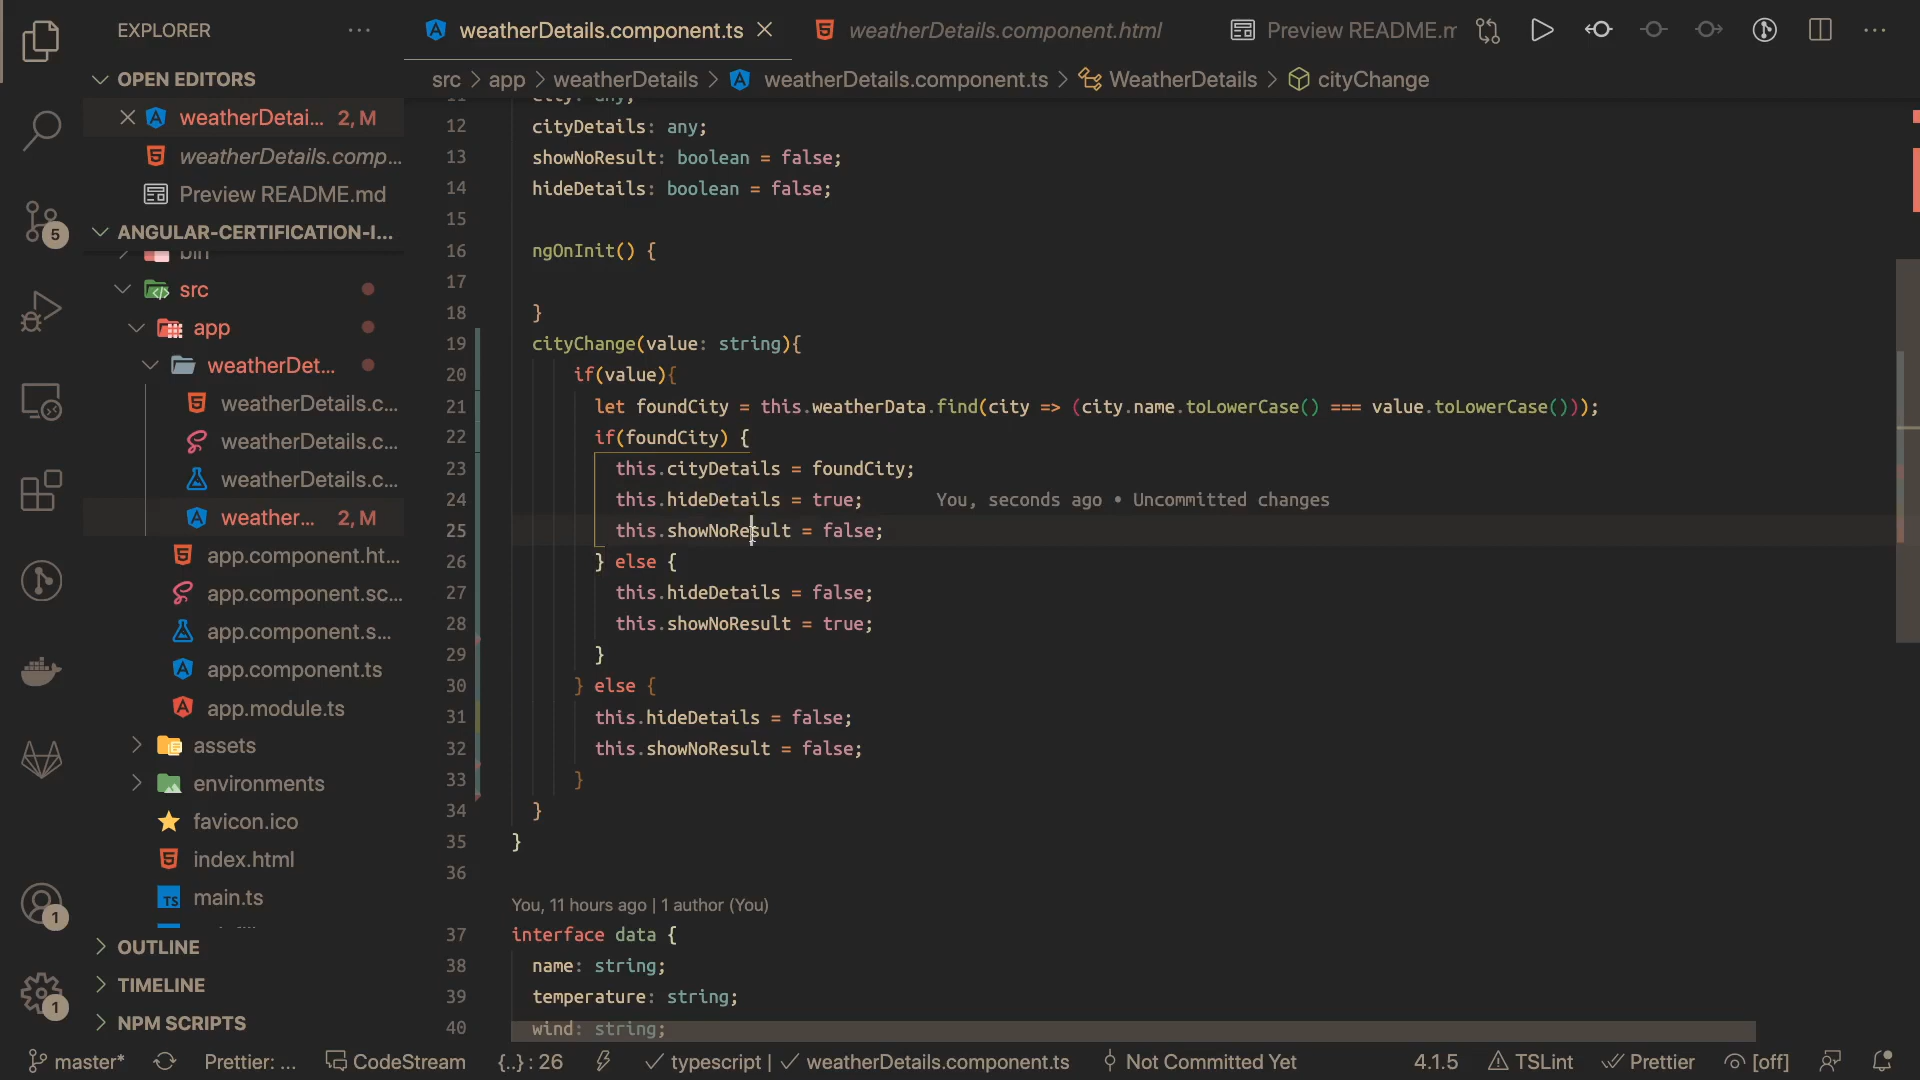 EXPLORER
OPEN EDITORS
weatherDetai... 2, M
weatherDetails.comp...
Preview README.md
ANGULAR-CERTIFICATION-I...
bin
src
app
weatherDet...
weatherDetails.c...
weatherDetails.c...
weatherDetails.c...
weather... 2, M
app.component.ht...
app.component.sc...
app.component.s...
app.component.ts
app.module.ts
assets
environments
favicon.ico
index.html
TS main.ts
OUTLINE
TIMELINE
NPM SCRIPTS
5
1
1
weatherDetails.component.ts
weatherDetails.component.html
Preview README.m
src > app > weatherDetails > weatherDetails.component.ts > WeatherDetails > cityChange
11 city: any;
12 cityDetails: any;
13 showNoResult: boolean = false;
14 hideDetails: boolean = false;
15
16 ngOnInit() {
17
18 }
19 cityChange(value: string){
20 if(value){
21 let foundCity = this.weatherData.find(city => (city.name.toLowerCase() === value.toLowerCase()));
22 if(foundCity) {
23 this.cityDetails = foundCity;
24 this.hideDetails = true; You, seconds ago • Uncommitted changes
25 this.showNoResult = false;
26 } else {
27 this.hideDetails = false;
28 this.showNoResult = true;
29 }
30 } else {
31 this.hideDetails = false;
32 this.showNoResult = false;
33 }
34 }
35 }
36
You, 11 hours ago | 1 author (You)
37 interface data {
38 name: string;
39 temperature: string;
40 wind: string;
master* Prettier: ... CodeStream {..} : 26 typescript | weatherDetails.component.ts Not Committed Yet 4.1.5 TSLint Prettier [off]